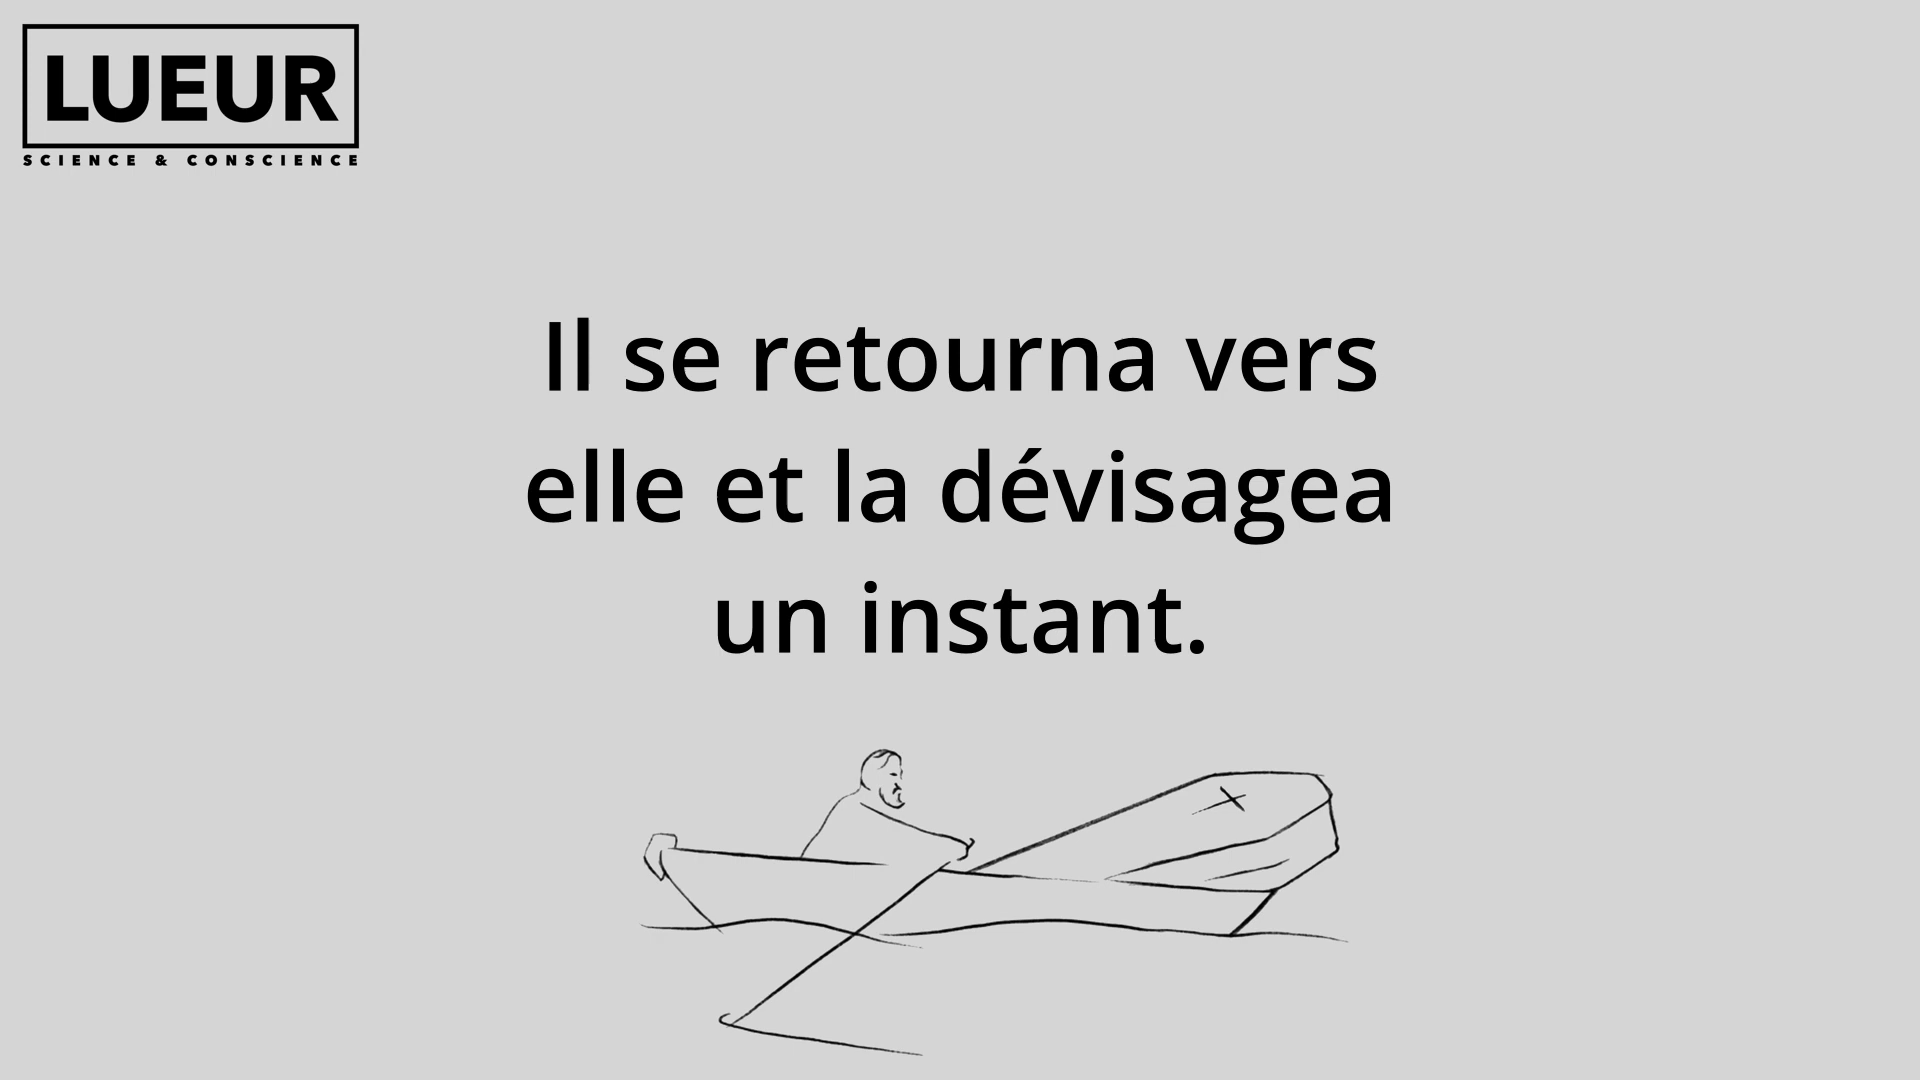 LUEUR
SCIENCE & CONSCIENCE
Il se retourna vers
elle et la dévisagea
un instant.